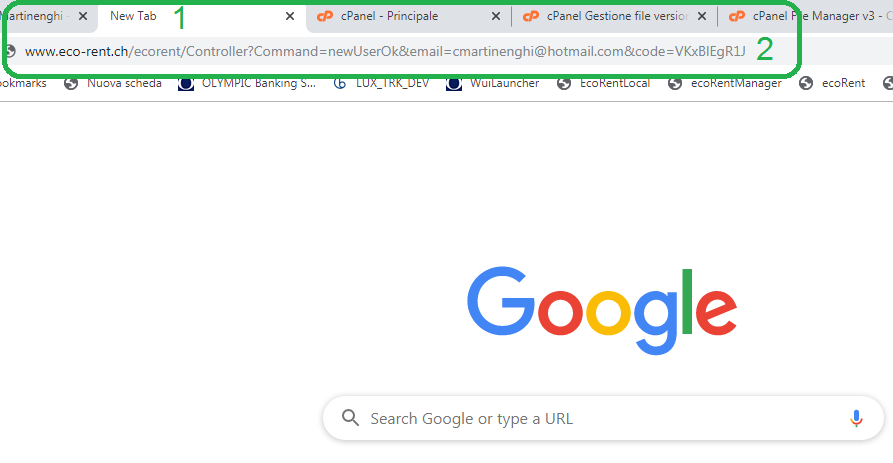 Martinenghi - New Tab 1 cPanel - Principale cPanel Gestione file version cPanel File Manager v3 - C
www.eco-rent.ch/ecorent/Controller?Command=newUserOk&email=cmartinenghi@hotmail.com&code=VKxBlEgR1J 2
ookmarks Nuova scheda OLYMPIC Banking S... LUX_TRK_DEV WuiLauncher EcoRentLocal ecoRentManager ecoRent
Google
Search Google or type a URL